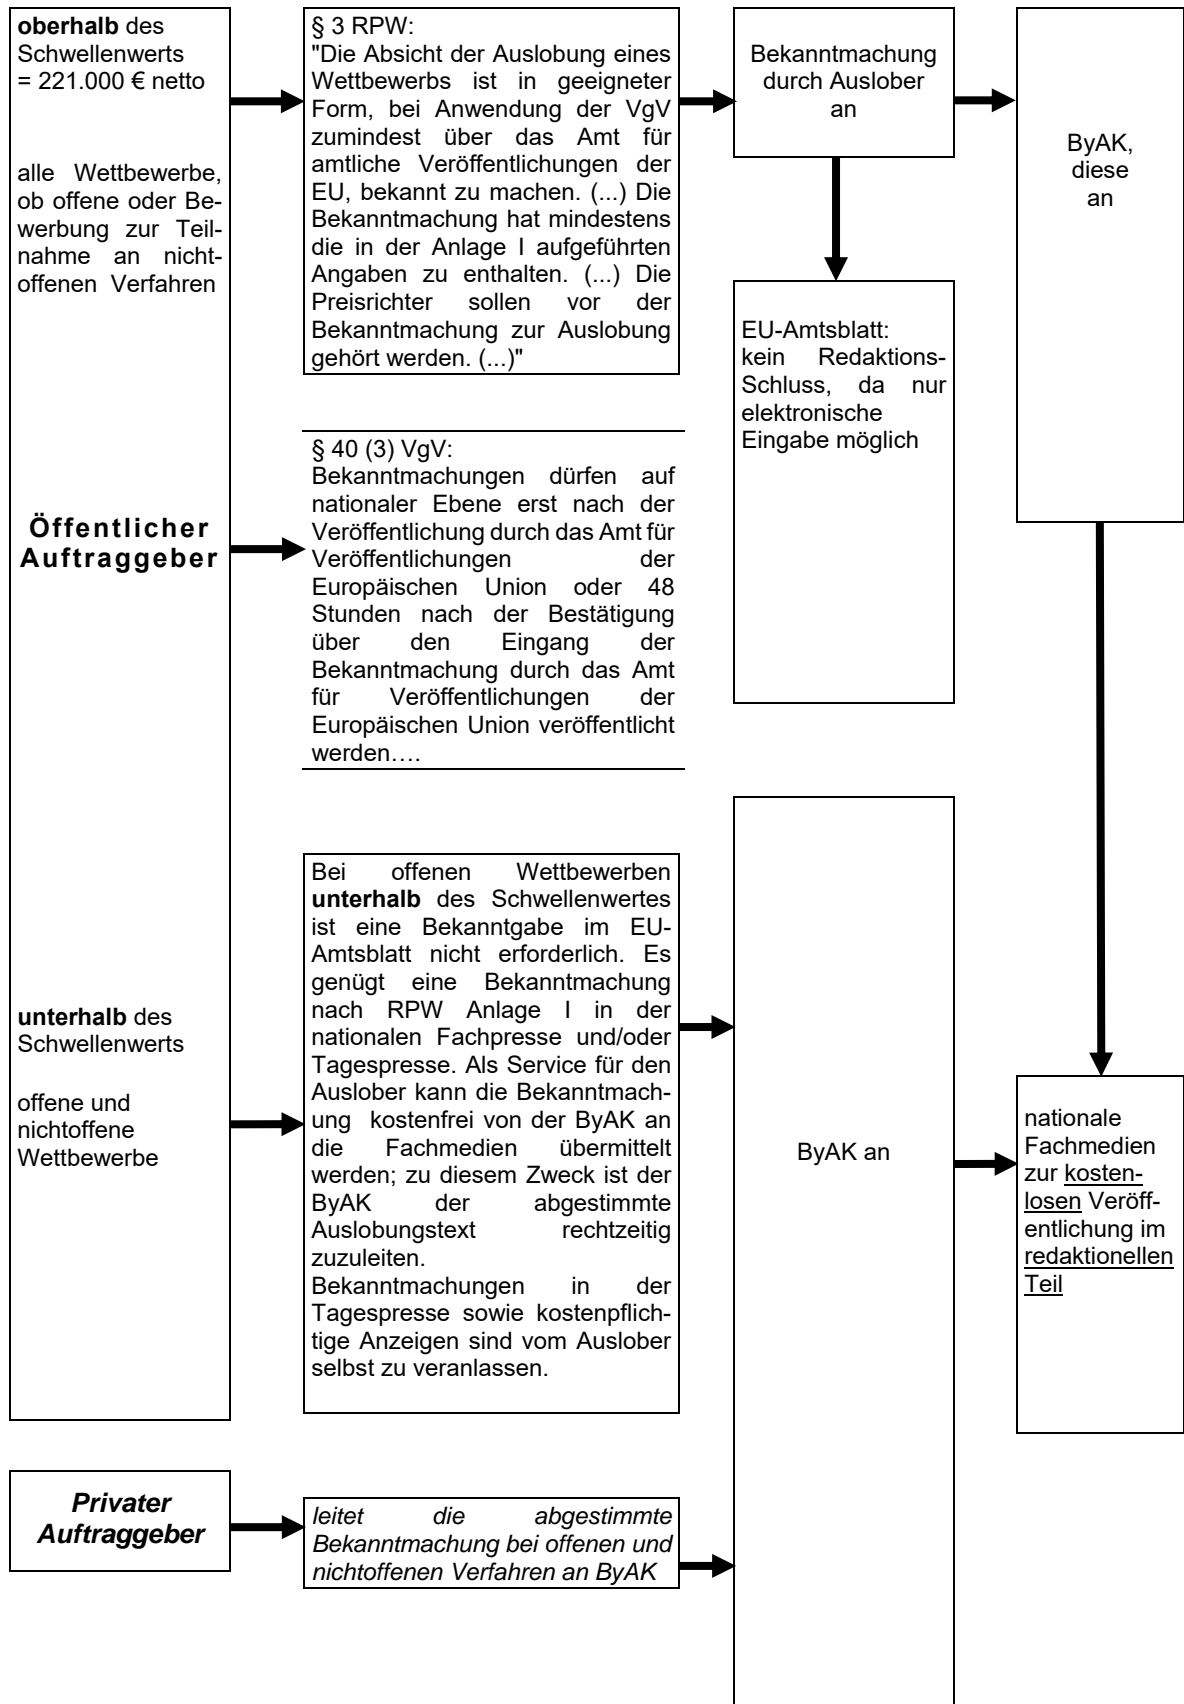 oberhalb des
Schwellenwerts
= 221.000 € netto
alle Wettbewerbe,
ob offene oder Be-
werbung zur Teil-
nahme an nicht-
offenen Verfahren
§ 3 RPW:
"Die Absicht der Auslobung eines
Wettbewerbs ist in geeigneter
Form, bei Anwendung der VgV
zumindest über das Amt für
amtliche Veröffentlichungen der
EU, bekannt zu machen. (...) Die
Bekanntmachung hat mindestens
die in der Anlage I aufgeführten
Angaben zu enthalten. (...) Die
Preisrichter sollen vor der
Bekanntmachung zur Auslobung
gehört werden. (...)"
Bekanntmachung
durch Auslober
an
ByAK,
diese
an
EU-Amtsblatt:
kein Redaktions-
Schluss, da nur
elektronische
Eingabe möglich
Öffentlicher
Auftraggeber
§ 40 (3) VgV:
Bekanntmachungen dürfen auf
nationaler Ebene erst nach der
Veröffentlichung durch das Amt für
Veröffentlichungen der
Europäischen Union oder 48
Stunden nach der Bestätigung
über den Eingang der
Bekanntmachung durch das Amt
für Veröffentlichungen der
Europäischen Union veröffentlicht
werden….
unterhalb des
Schwellenwerts
offene und
nichtoffene
Wettbewerbe
Bei offenen Wettbewerben
unterhalb des Schwellenwertes
ist eine Bekanntgabe im EU-
Amtsblatt nicht erforderlich. Es
genügt eine Bekanntmachung
nach RPW Anlage I in der
nationalen Fachpresse und/oder
Tagespresse. Als Service für den
Auslober kann die Bekanntmach-
ung kostenfrei von der ByAK an
die Fachmedien übermittelt
werden; zu diesem Zweck ist der
ByAK der abgestimmte
Auslobungstext rechtzeitig
zuzuleiten.
Bekanntmachungen in der
Tagespresse sowie kostenpflich-
tige Anzeigen sind vom Auslober
selbst zu veranlassen.
ByAK an
nationale
Fachmedien
zur kosten-
losen Veröff-
entlichung im
redaktionellen
Teil
Privater
Auftraggeber
leitet die abgestimmte
Bekanntmachung bei offenen und
nichtoffenen Verfahren an ByAK